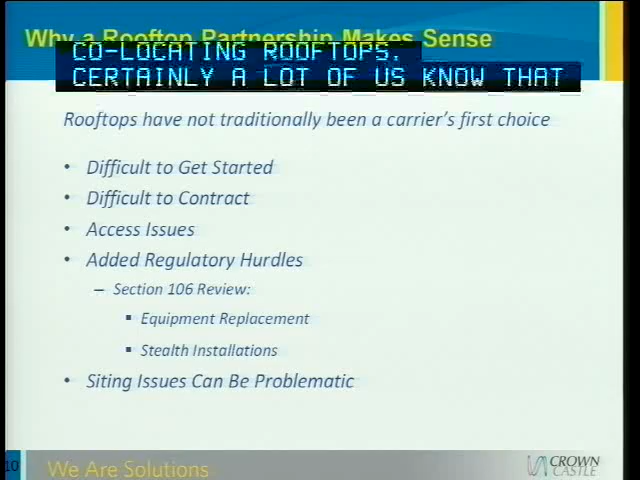 Why a Rooftop Partnership Makes Sense
CO-LOCATING ROOFTOPS.
CERTAINLY A LOT OF US KNOW THAT
Rooftops have not traditionally been a carrier's first choice
• Difficult to Get Started
• Difficult to Contract
• Access Issues
• Added Regulatory Hurdles
– Section 106 Review:
▪ Equipment Replacement
▪ Stealth Installations
• Siting Issues Can Be Problematic
10
We Are Solutions
CROWN
CASTLE